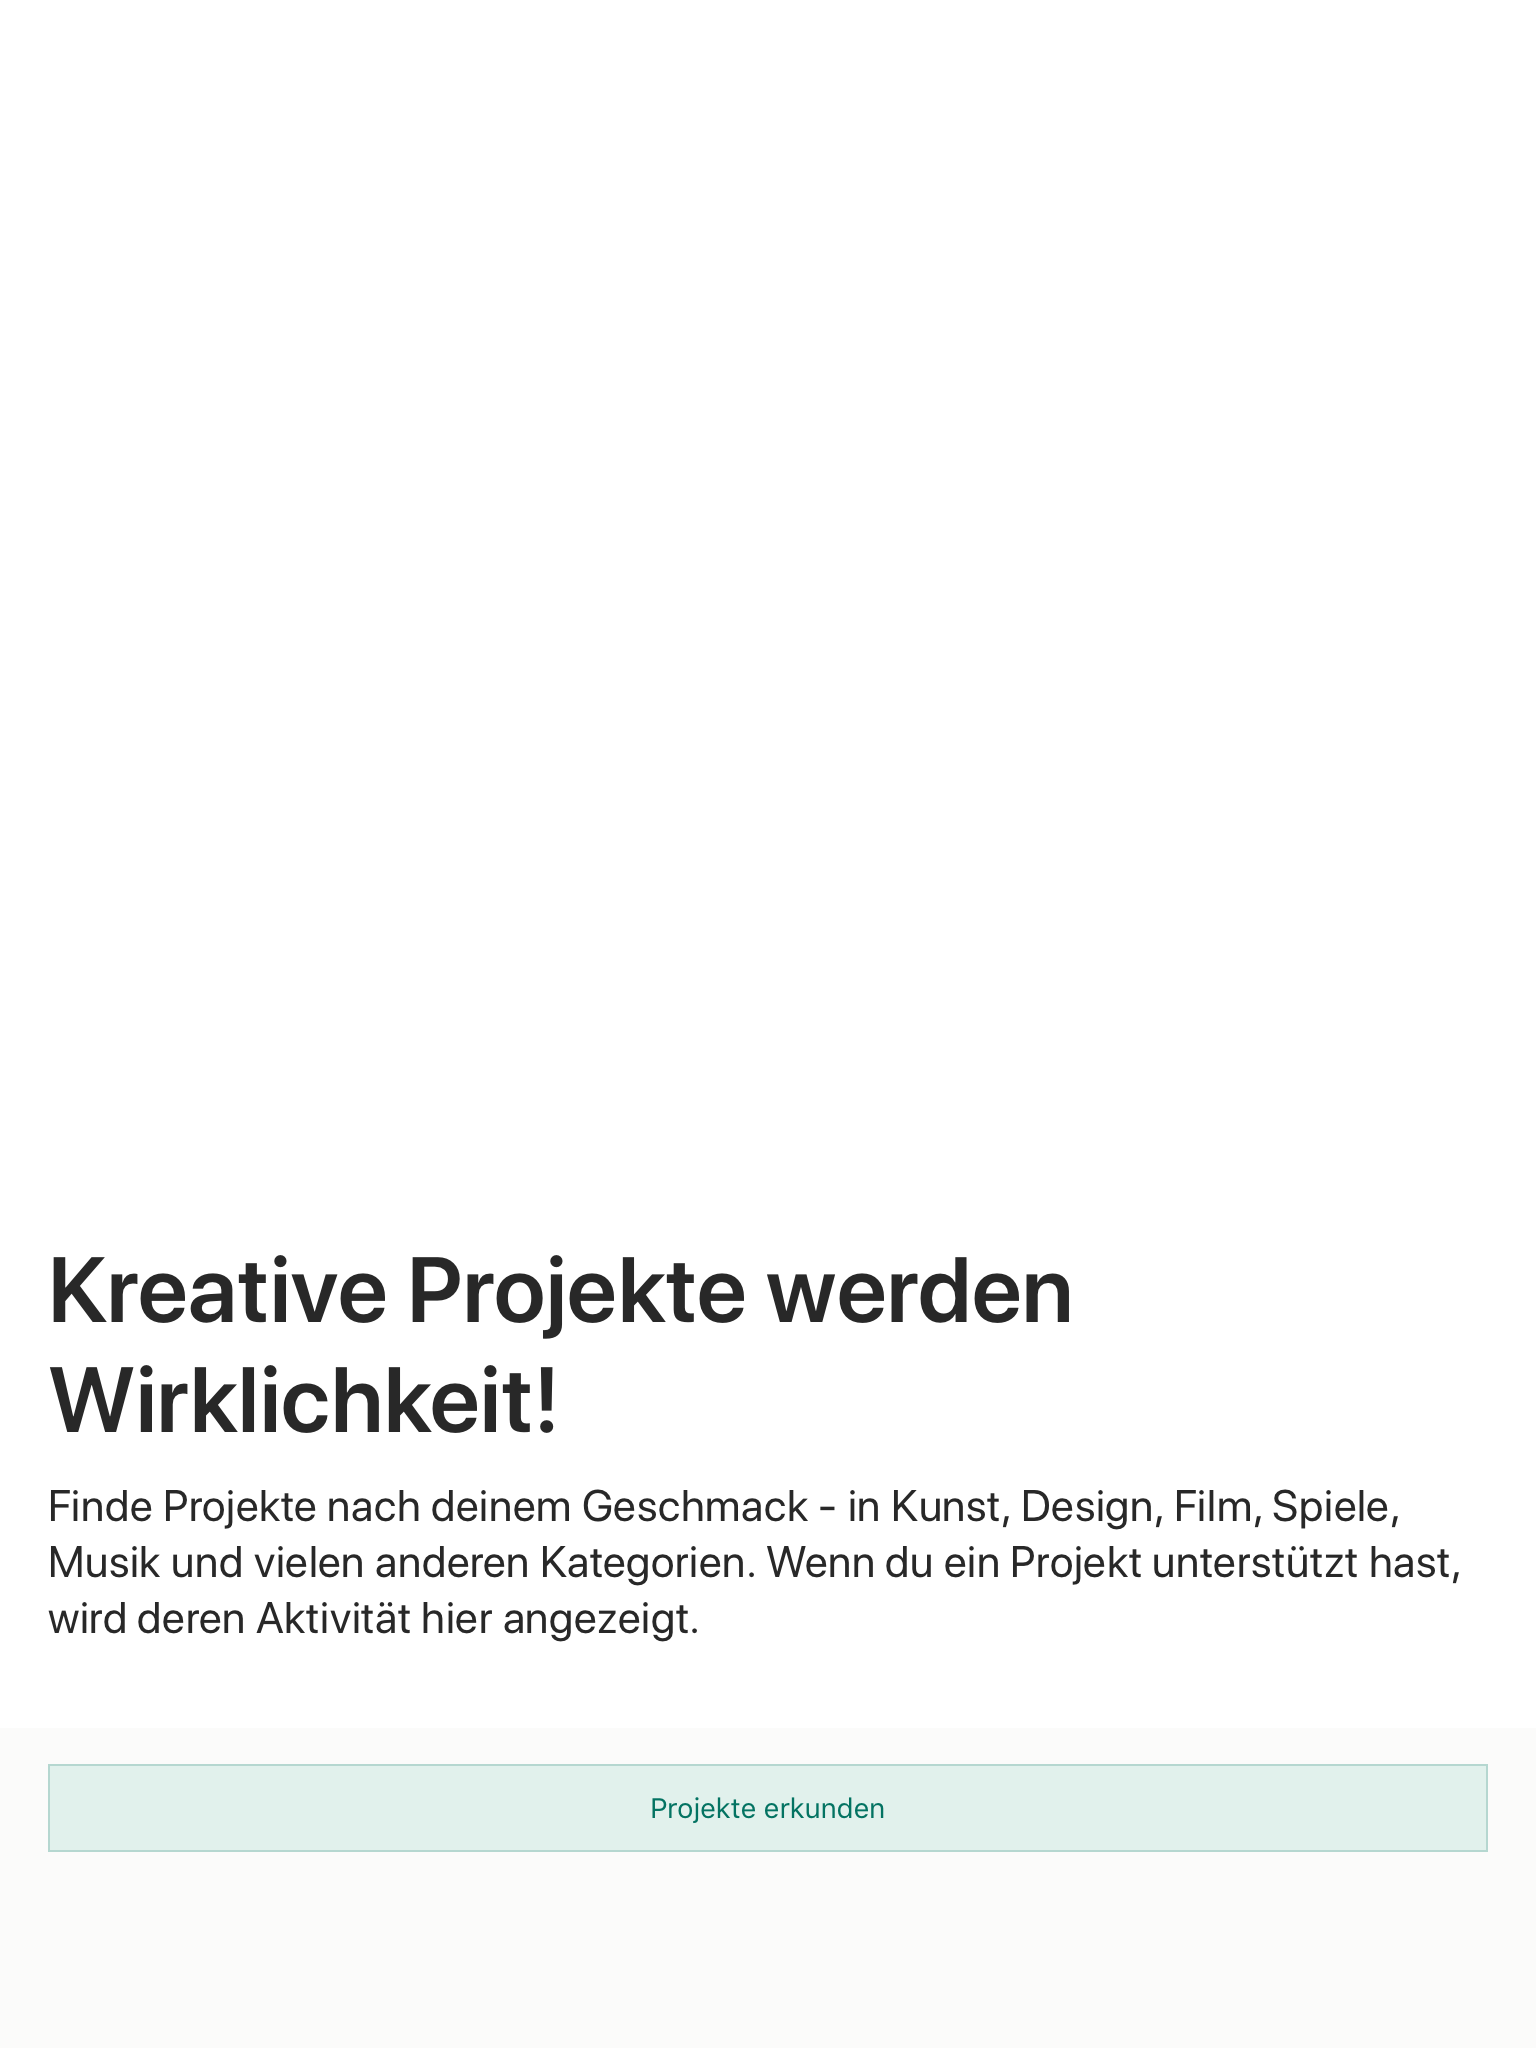 Kreative Projekte werden
Wirklichkeit!
Finde Projekte nach deinem Geschmack - in Kunst, Design, Film, Spiele,
Musik und vielen anderen Kategorien. Wenn du ein Projekt unterstützt hast,
wird deren Aktivität hier angezeigt.
Projekte erkunden